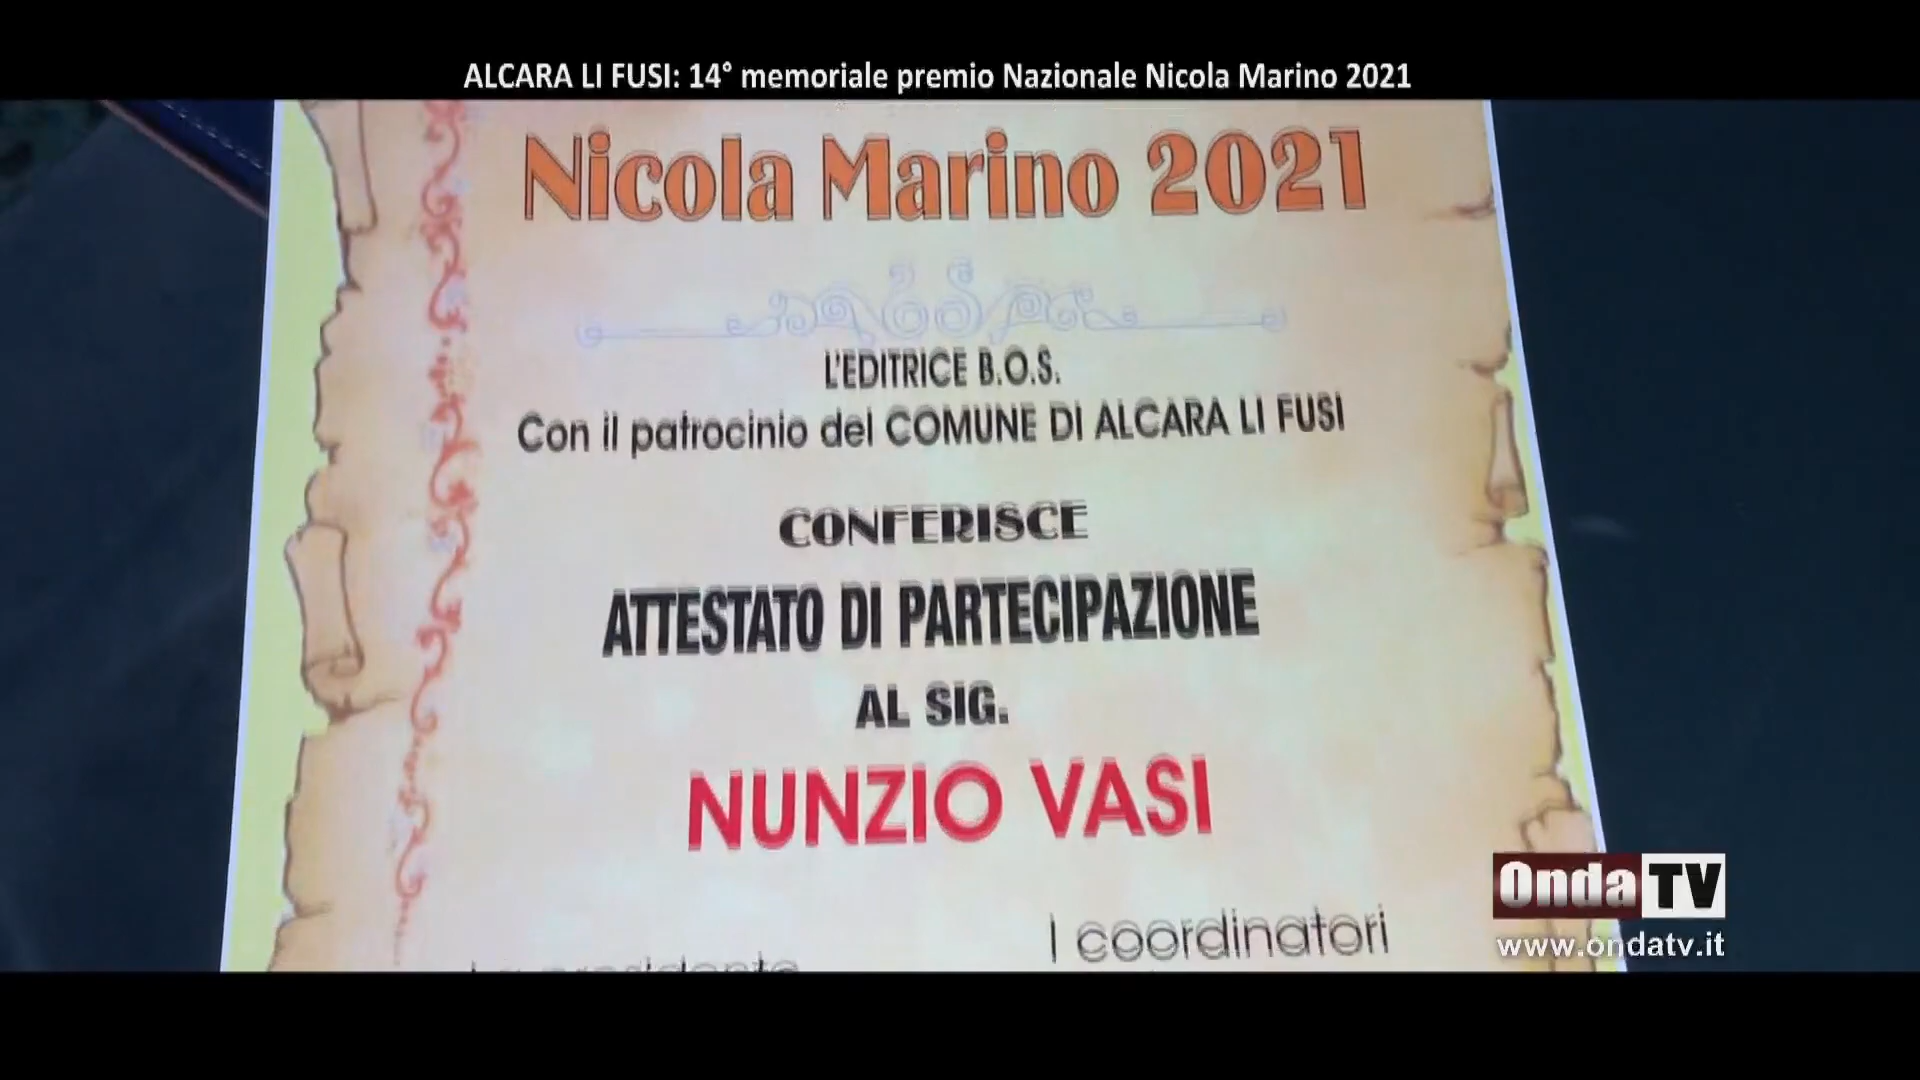 ALCARA LI FUSI: 14° memoriale premio Nazionale Nicola Marino 2021
Nicola Marino 2021
L'EDITRICE B.O.S.
Con il patrocinio del COMUNE DI ALCARA LI FUSI
CONFERISCE
ATTESTATO DI PARTECIPAZIONE
AL SIG.
NUNZIO VASI
I coordinatori
Onda TV
www.ondatv.it